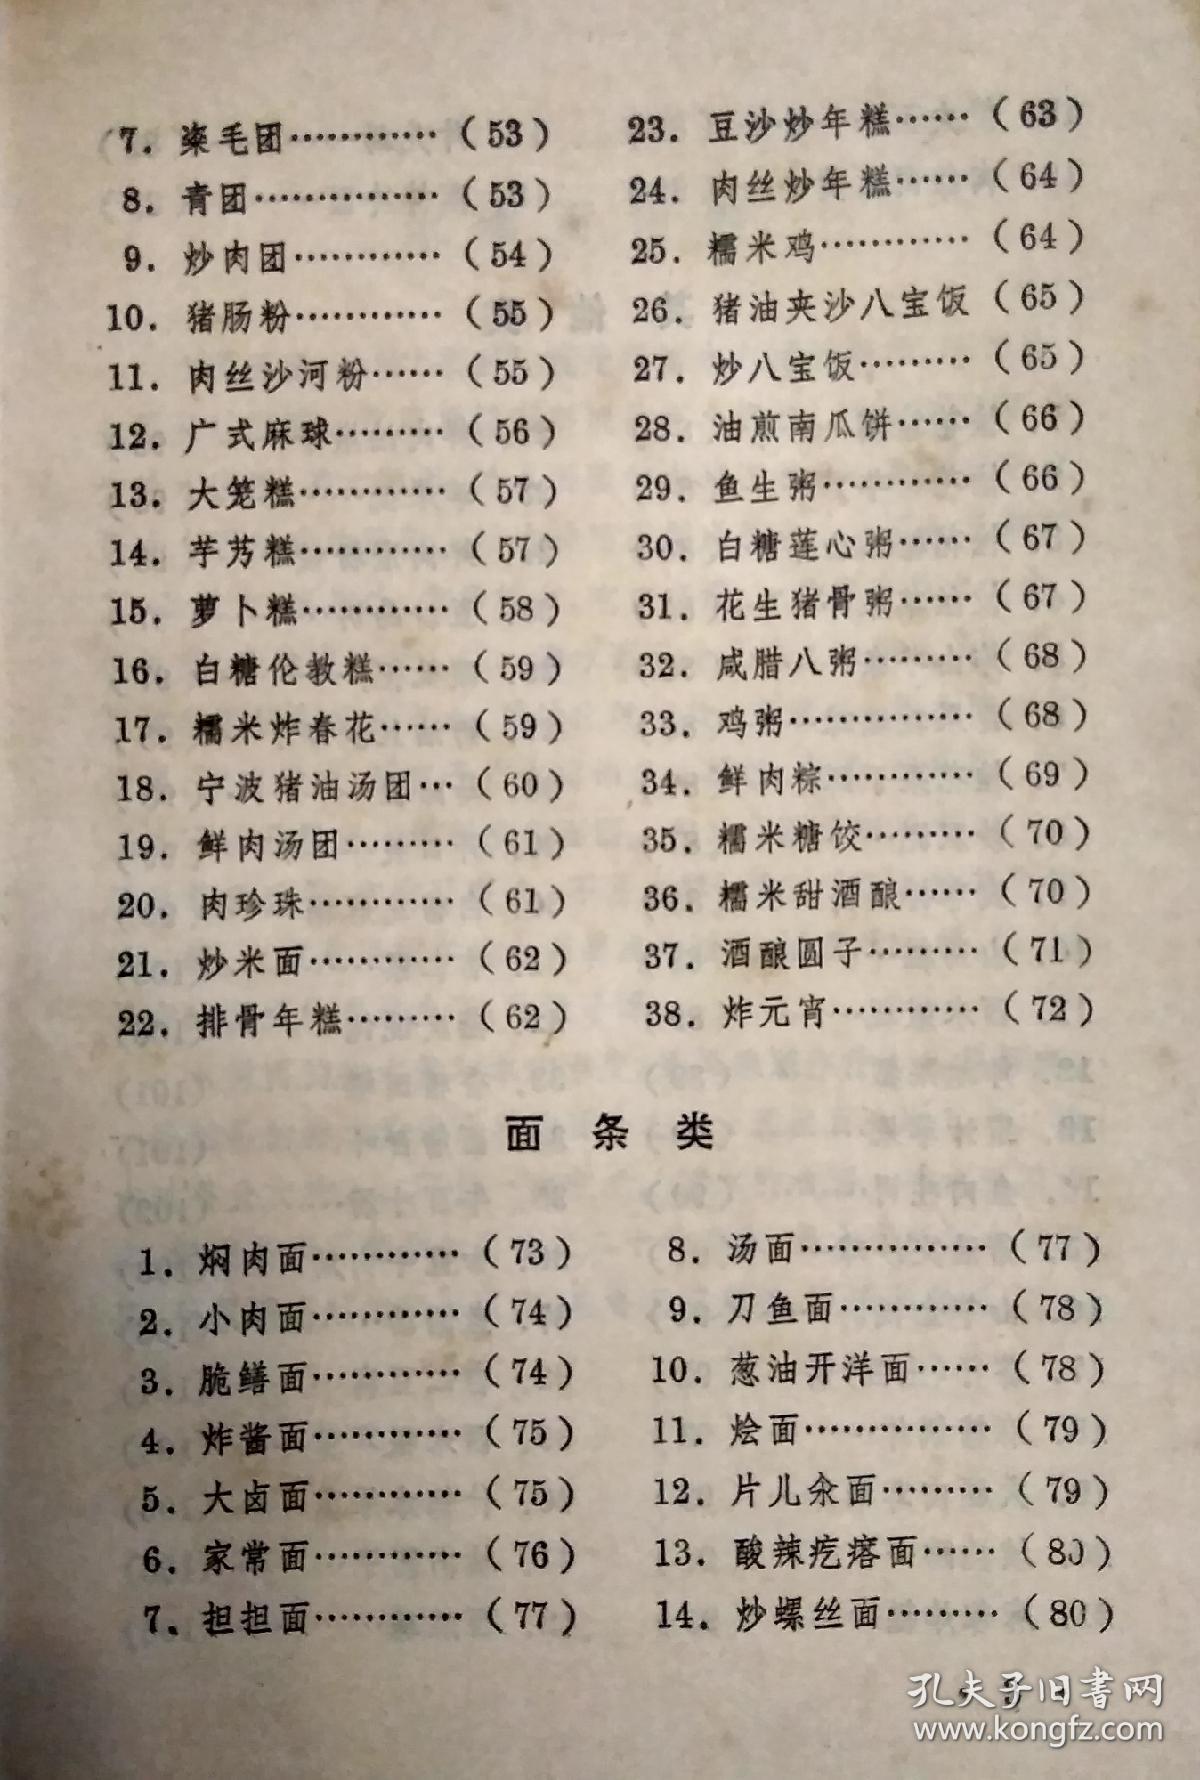 7. 粢毛团…………（53）
8. 青团……………（53）
9. 炒肉团…………（54）
10. 猪肠粉…………（55）
11. 肉丝沙河粉……（55）
12. 广式麻球………（56）
13. 大笼糕…………（57）
14. 芋艿糕…………（57）
15. 萝卜糕…………（58）
16. 白糖伦教糕……（59）
17. 糯米炸春花……（59）
18. 宁波猪油汤团…（60）
19. 鲜肉汤团………（61）
20. 肉珍珠…………（61）
21. 炒米面…………（62）
22. 排骨年糕………（62）
23. 豆沙炒年糕……（63）
24. 肉丝炒年糕……（64）
25. 糯米鸡…………（64）
26. 猪油夹沙八宝饭（65）
27. 炒八宝饭………（65）
28. 油煎南瓜饼……（66）
29. 鱼生粥…………（66）
30. 白糖莲心粥……（67）
31. 花生猪骨粥……（67）
32. 咸腊八粥………（68）
33. 鸡粥……………（68）
34. 鲜肉粽…………（69）
35. 糯米糖饺………（70）
36. 糯米甜酒酿……（70）
37. 酒酿圆子………（71）
38. 炸元宵…………（72）
面 条 类
1. 焖肉面…………（73）
2. 小肉面…………（74）
3. 脆鳝面…………（74）
4. 炸酱面…………（75）
5. 大卤面…………（75）
6. 家常面…………（76）
7. 担担面…………（77）
8. 汤面……………（77）
9. 刀鱼面…………（78）
10. 葱油开洋面……（78）
11. 烩面……………（79）
12. 片儿汆面………（79）
13. 酸辣疙瘩面……（80）
14. 炒螺丝面………（80）
孔夫子旧书网
www.kongfz.com